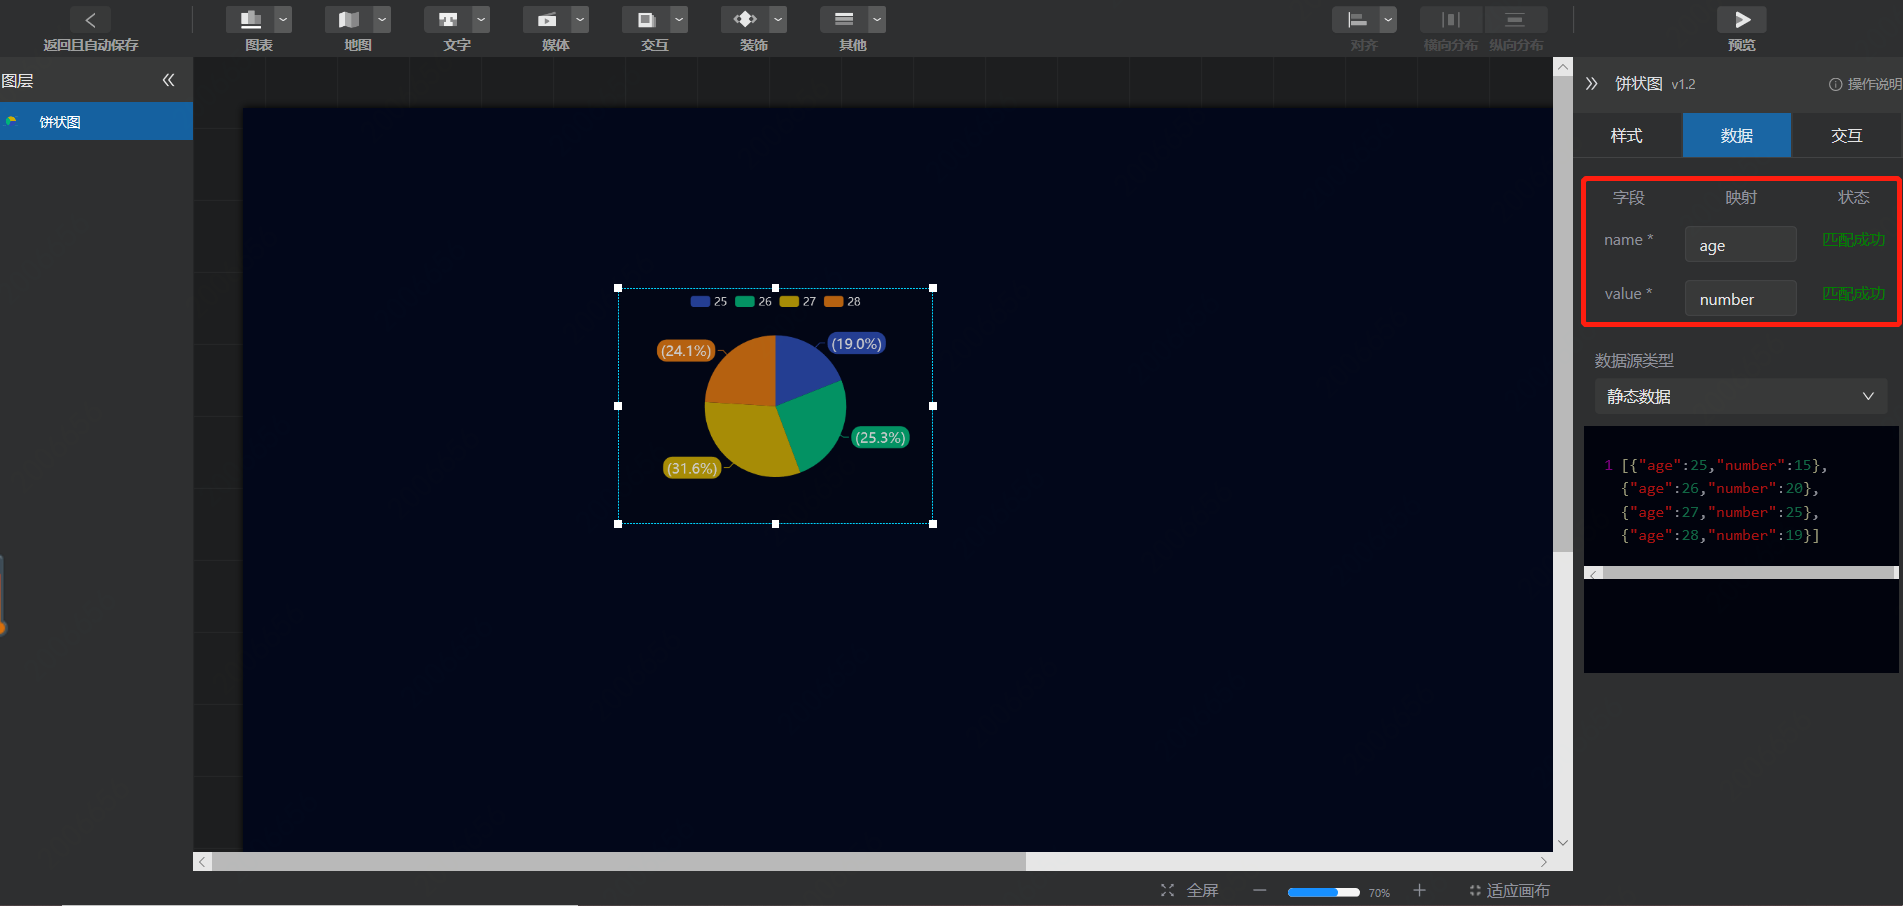 返回且自动保存
图表
地图
文字
媒体
交互
装饰
其他
对齐
横向分布
纵向分布
预览
图层
饼状图
饼状图 v1.2
操作说明
样式
数据
交互
字段 映射 状态
name * age 匹配成功
value * number 匹配成功
数据源类型
静态数据
1 [{"age":25,"number":15},
{"age":26,"number":20},
{"age":27,"number":25},
{"age":28,"number":19}]
25 26 27 28
(19.0%)
(24.1%)
(25.3%)
(31.6%)
全屏
70%
适应画布